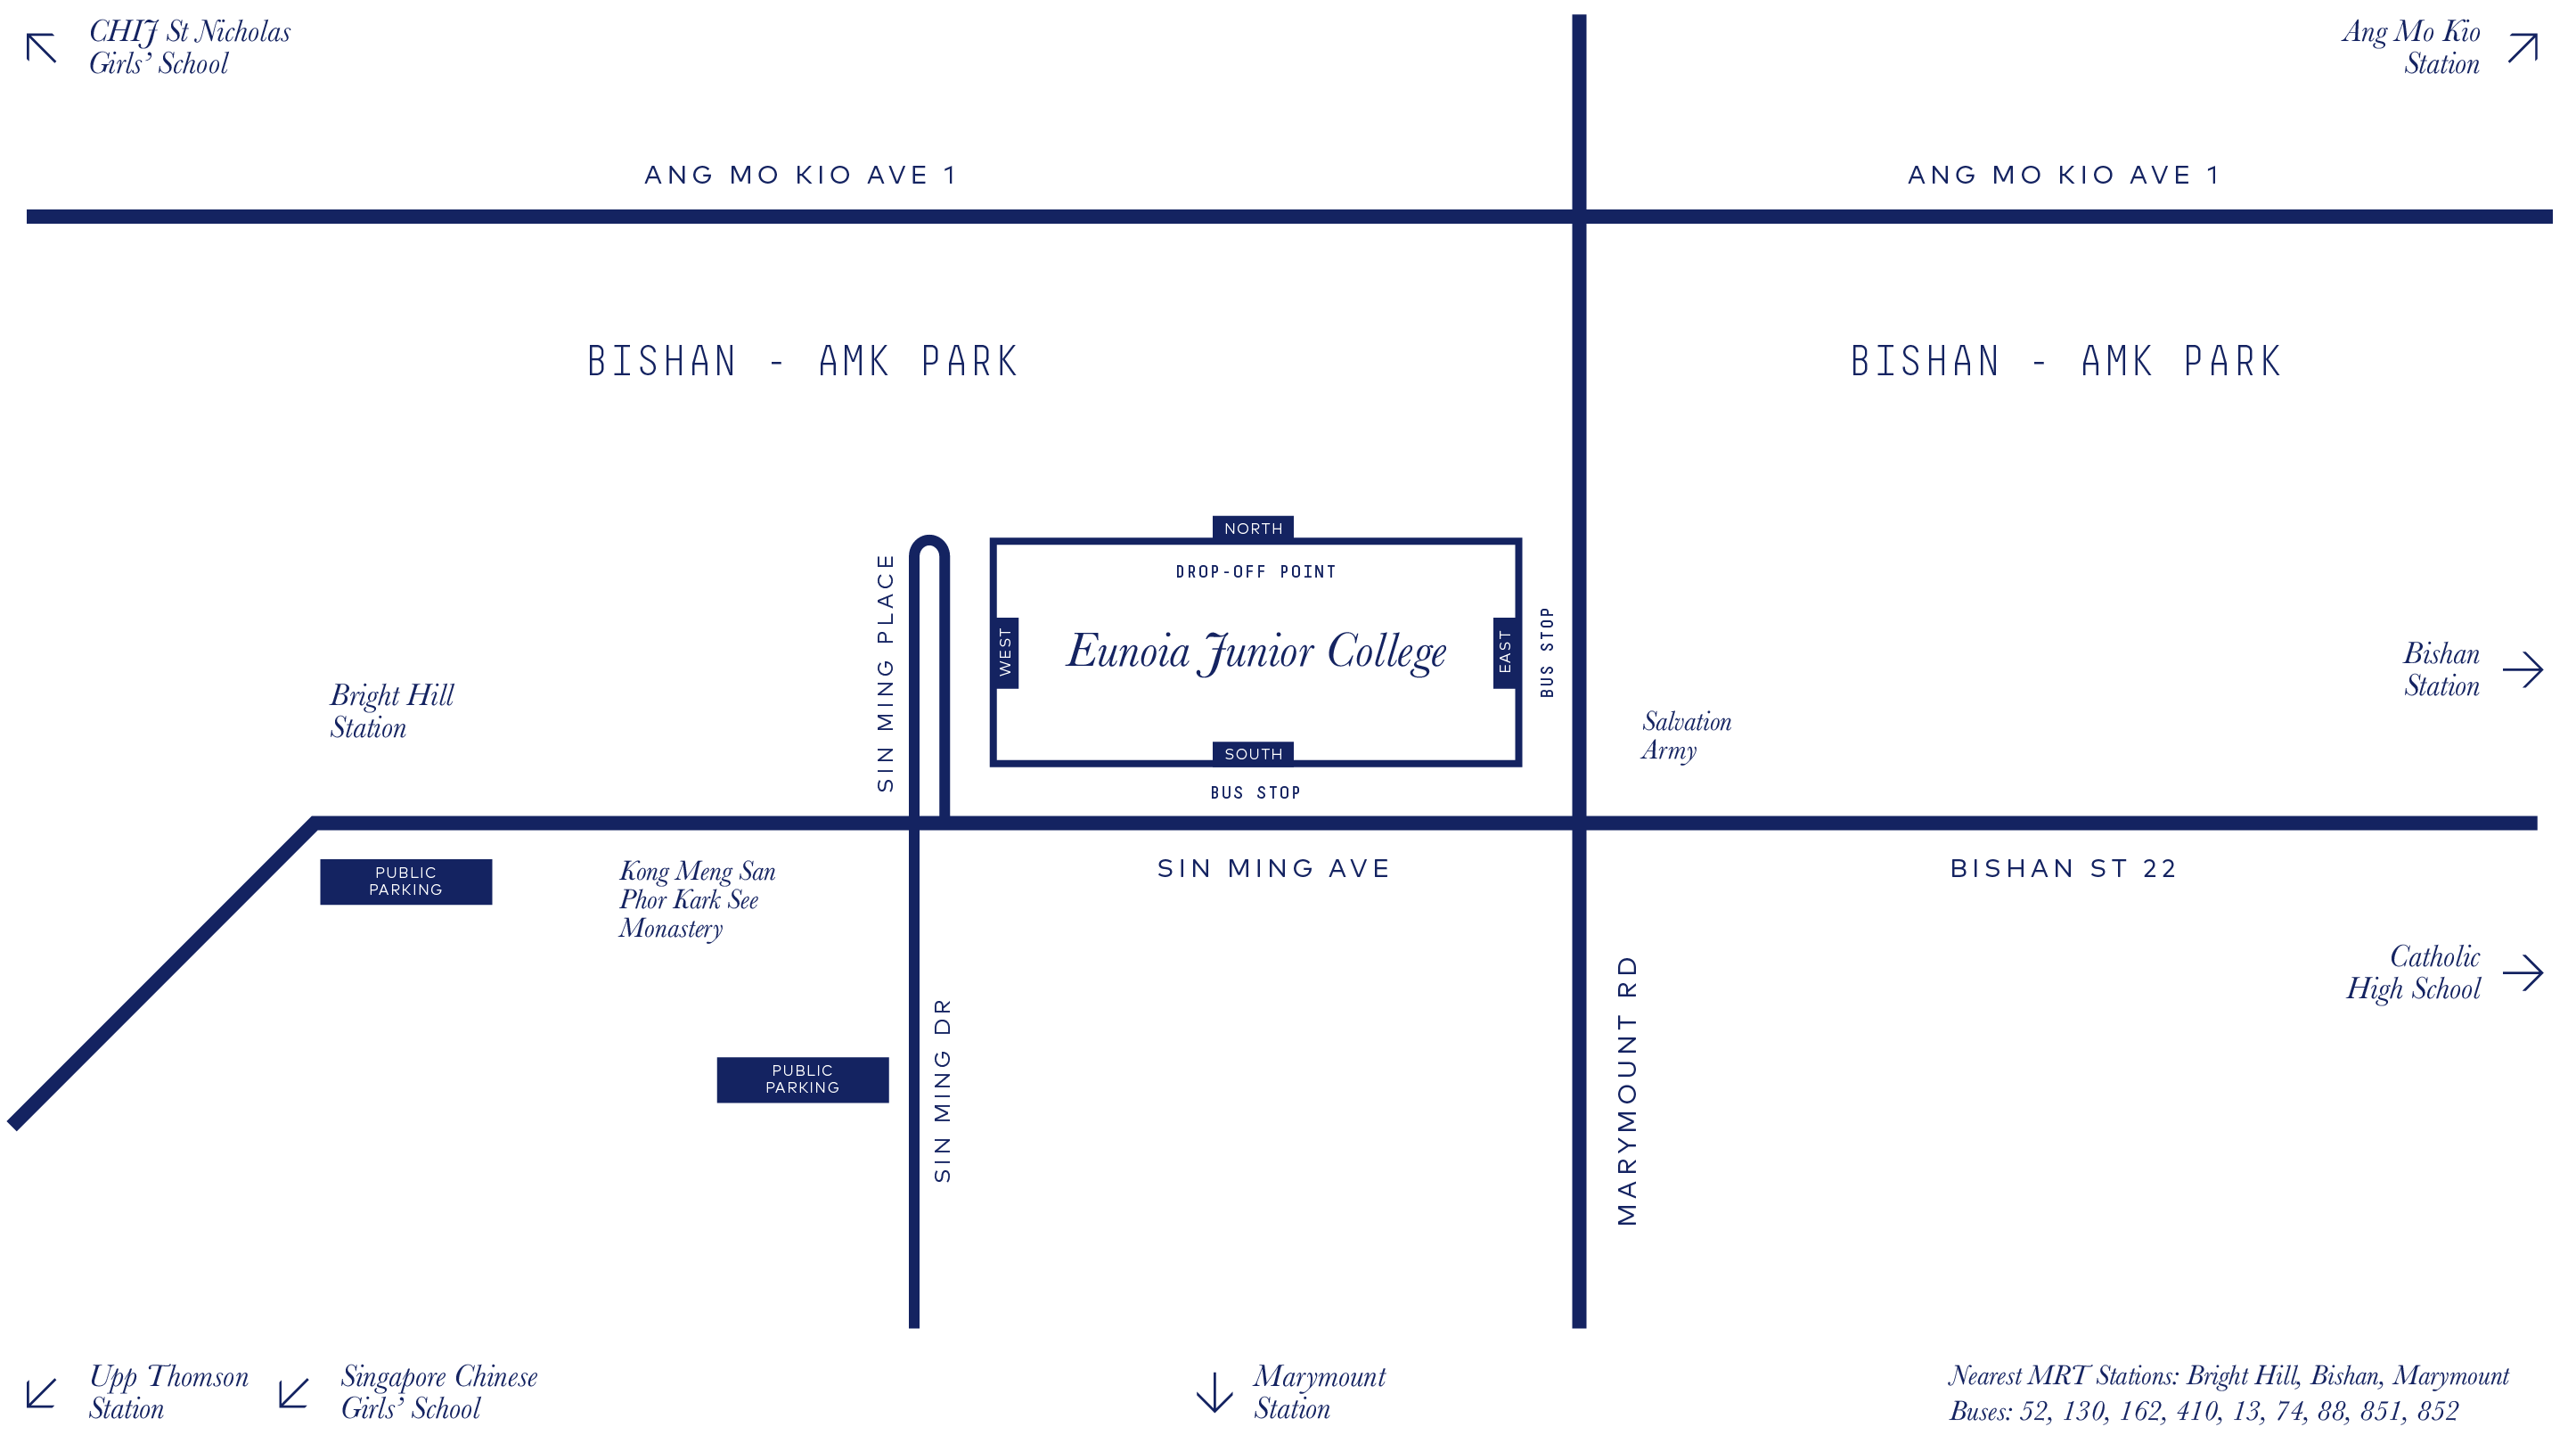 CHIJ St Nicholas
Girls’ School
Ang Mo Kio
Station
ANG MO KIO AVE 1
ANG MO KIO AVE 1
BISHAN - AMK PARK
BISHAN - AMK PARK
NORTH
DROP-OFF POINT
SIN MING PLACE
WEST
Eunoia Junior College
EAST
BUS STOP
Bishan
Station
Bright Hill
Station
Salvation
Army
SOUTH
BUS STOP
PUBLIC
PARKING
Kong Meng San
Phor Kark See
Monastery
SIN MING AVE
BISHAN ST 22
Catholic
High School
SIN MING DR
MARYMOUNT RD
PUBLIC
PARKING
Upp Thomson
Station
Singapore Chinese
Girls’ School
Marymount
Station
Nearest MRT Stations: Bright Hill, Bishan, Marymount
Buses: 52, 130, 162, 410, 13, 74, 88, 851, 852